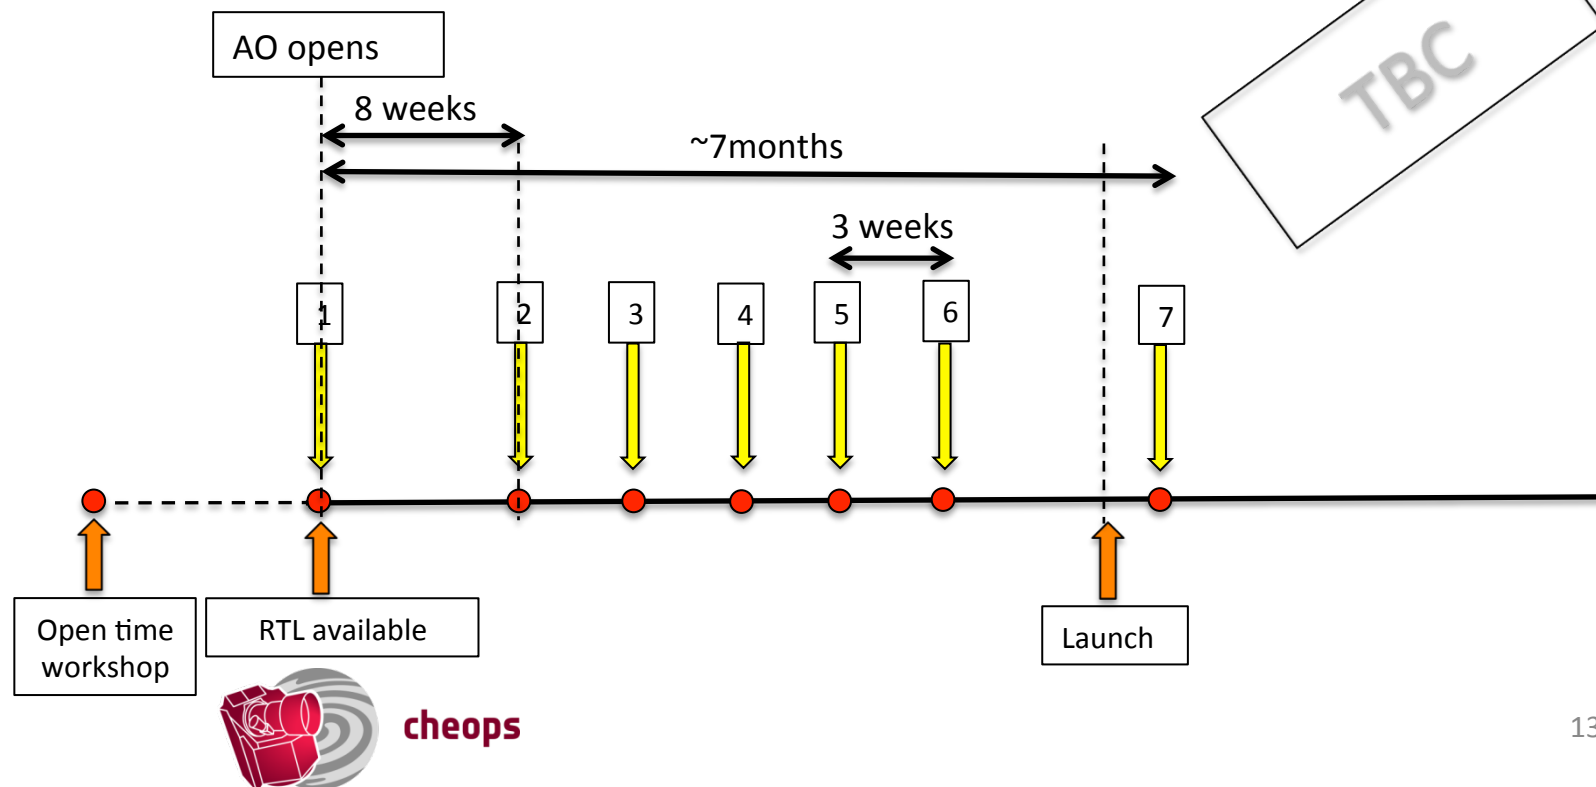 AO opens
TBC
8 weeks
~7months
3 weeks
1
2
3
4
5
6
7
Open time
workshop
RTL available
Launch
cheops
13